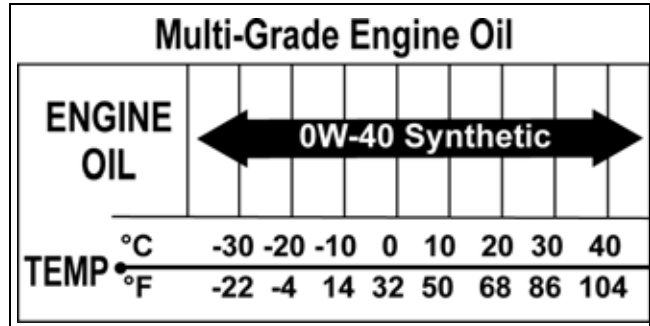 Multi-Grade Engine Oil
ENGINE
OIL
0W-40 Synthetic
TEMP
°C -30 -20 -10 0 10 20 30 40
°F -22 -4 14 32 50 68 86 104